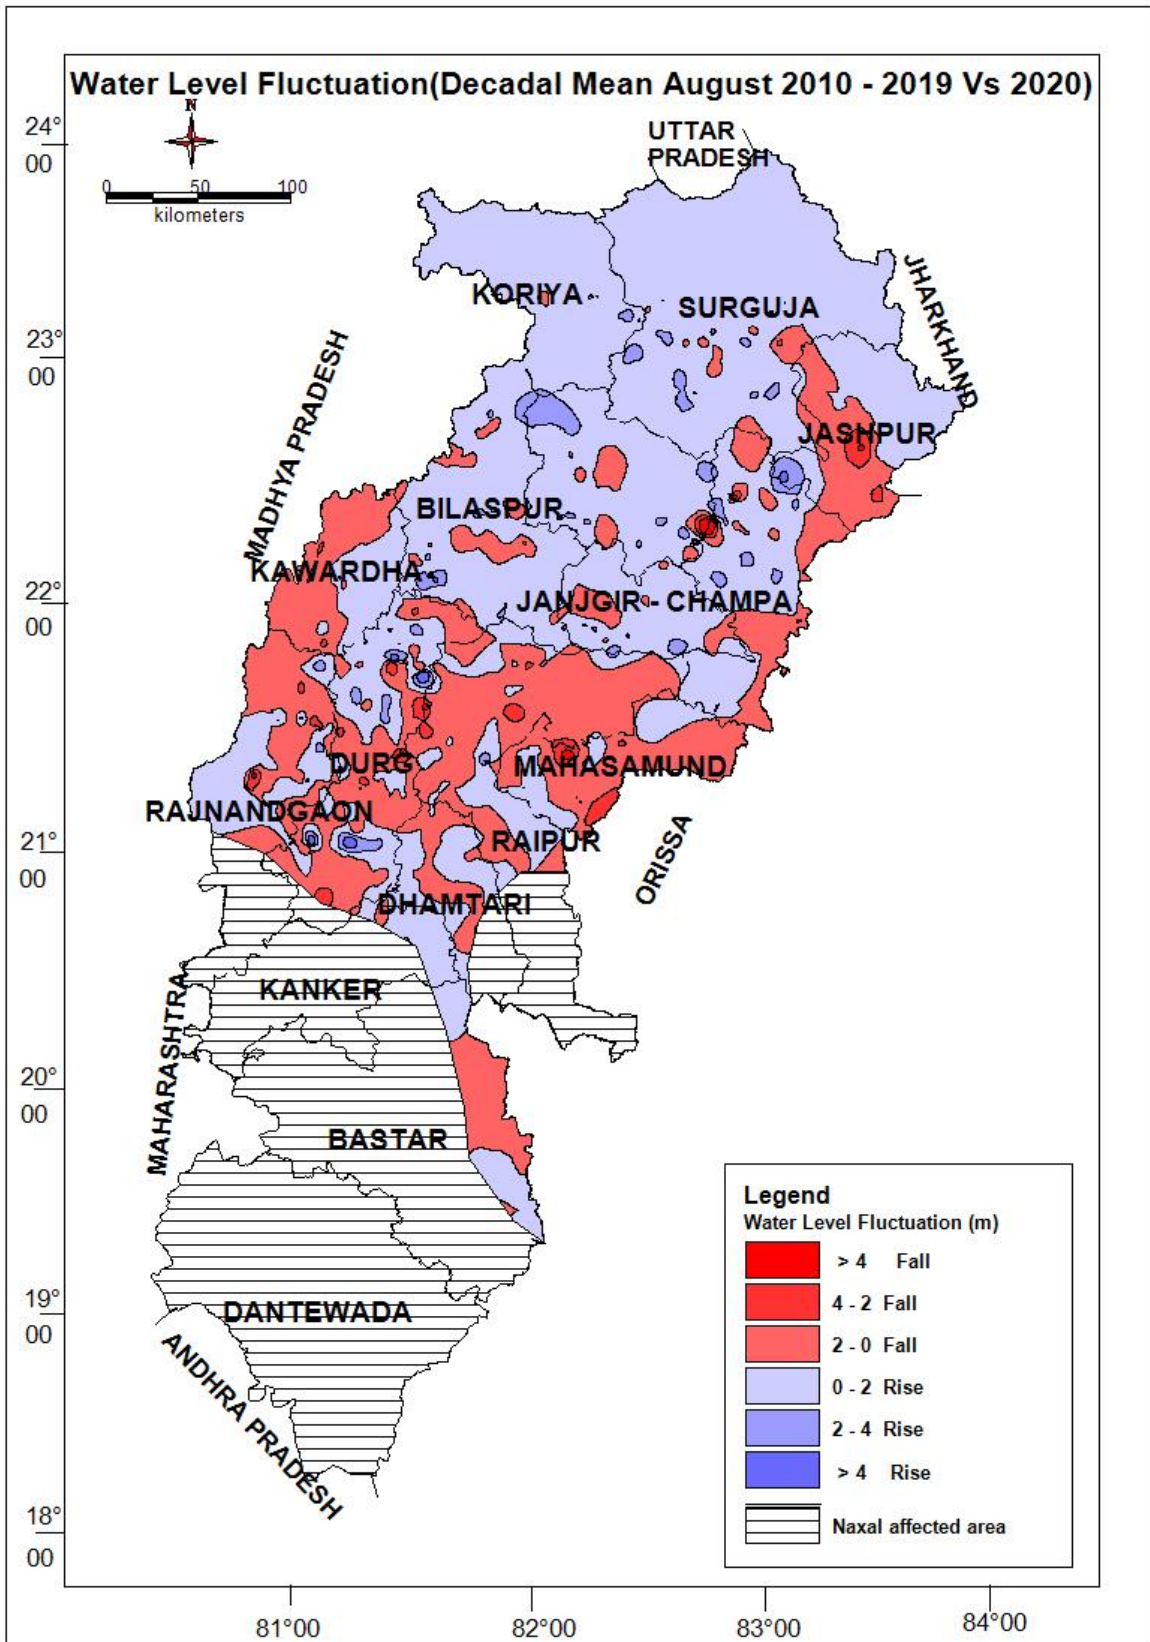 Water Level Fluctuation(Decadal Mean August 2010 - 2019 Vs 2020)
N
0 50 100
kilometers
24°
00
23°
00
22°
00
21°
00
20°
00
19°
00
18°
00
UTTAR
PRADESH
JHARKHAND
MADHYA PRADESH
KORIYA
SURGUJA
JASHPUR
BILASPUR
KAWARDHA
JANJGIR - CHAMPA
DURG
MAHASAMUND
RAJNANDGAON
RAIPUR
ORISSA
DHAMTARI
KANKER
MAHARASHTRA
BASTAR
DANTEWADA
ANDHRA PRADESH
Legend
Water Level Fluctuation (m)
> 4 Fall
4 - 2 Fall
2 - 0 Fall
0 - 2 Rise
2 - 4 Rise
> 4 Rise
Naxal affected area
81°00
82°00
83°00
84°00